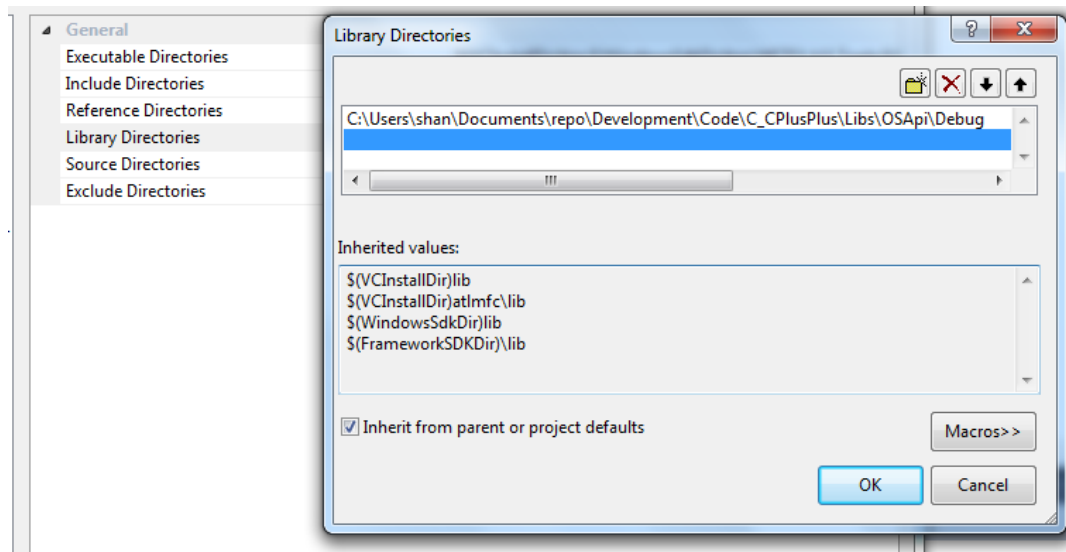 General
Executable Directories
Include Directories
Reference Directories
Library Directories
Source Directories
Exclude Directories
Library Directories
C:\Users\shan\Documents\repo\Development\Code\C_CPlusPlus\Libs\OSApi\Debug
Inherited values:
$(VCInstallDir)lib
$(VCInstallDir)atlmfc\lib
$(WindowsSdkDir)lib
$(FrameworkSDKDir)\lib
Inherit from parent or project defaults
Macros>>
OK
Cancel